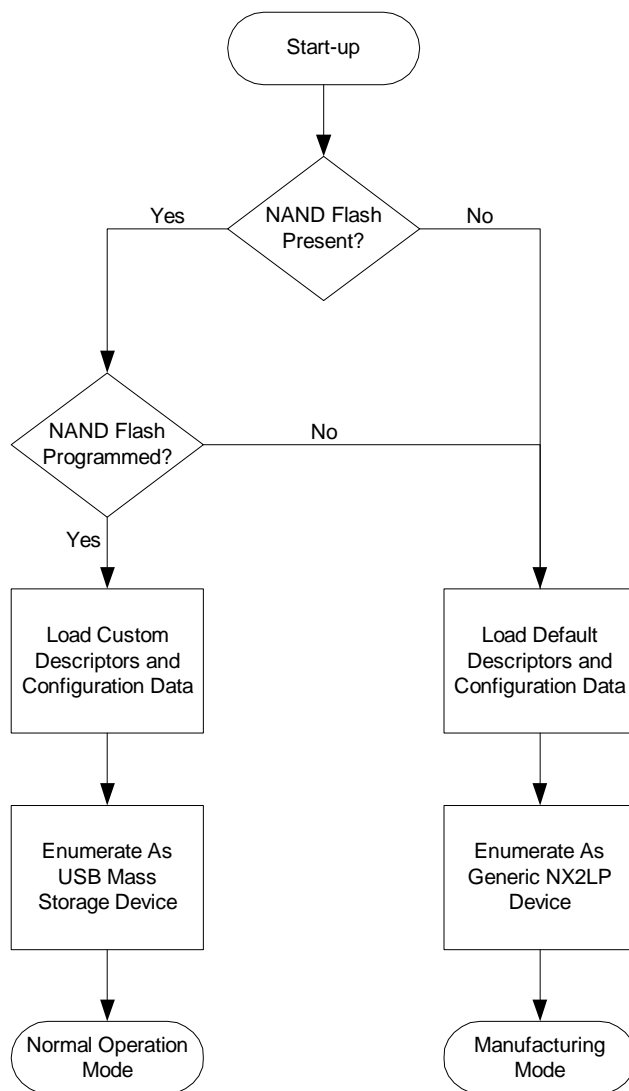 Start-up
NAND Flash
Present?
Yes
No
NAND Flash
Programmed?
No
Yes
Load Custom
Descriptors and
Configuration Data
Load Default
Descriptors and
Configuration Data
Enumerate As
USB Mass
Storage Device
Enumerate As
Generic NX2LP
Device
Normal Operation
Mode
Manufacturing
Mode